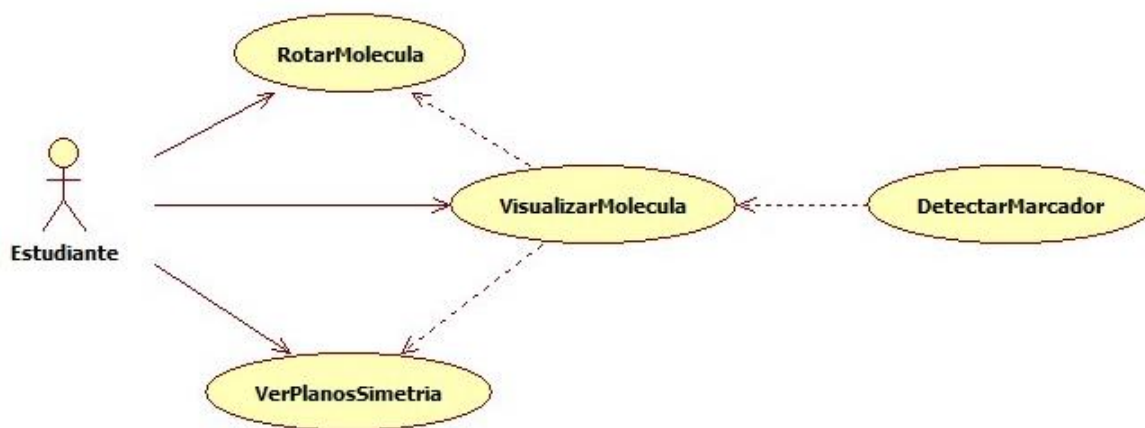 RotarMolecula
VisualizarMolecula
DetectarMarcador
Estudiante
VerPlanosSimetria